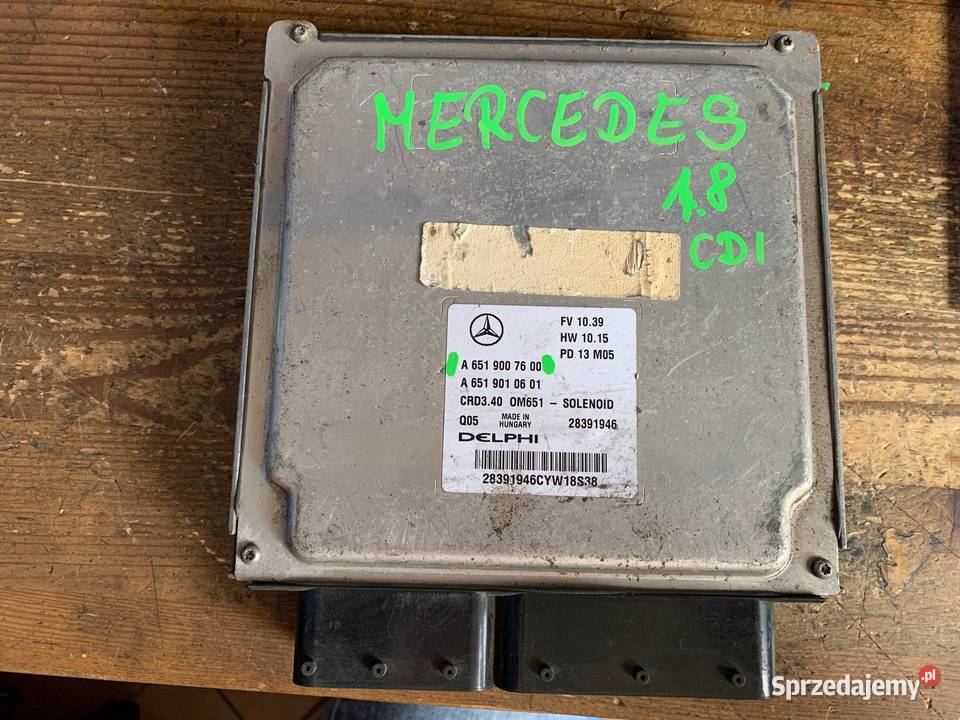 MERCEDES
1.8
CDI
FV 10.39
HW 10.15
PD 13 M05
A 651 900 76 00
A 651 901 06 01
CRD3.40 OM651 – SOLENOID
Q05 MADE IN HUNGARY 28391946
DELPHI
28391946CYW18S38
Sprzedajemy.pl